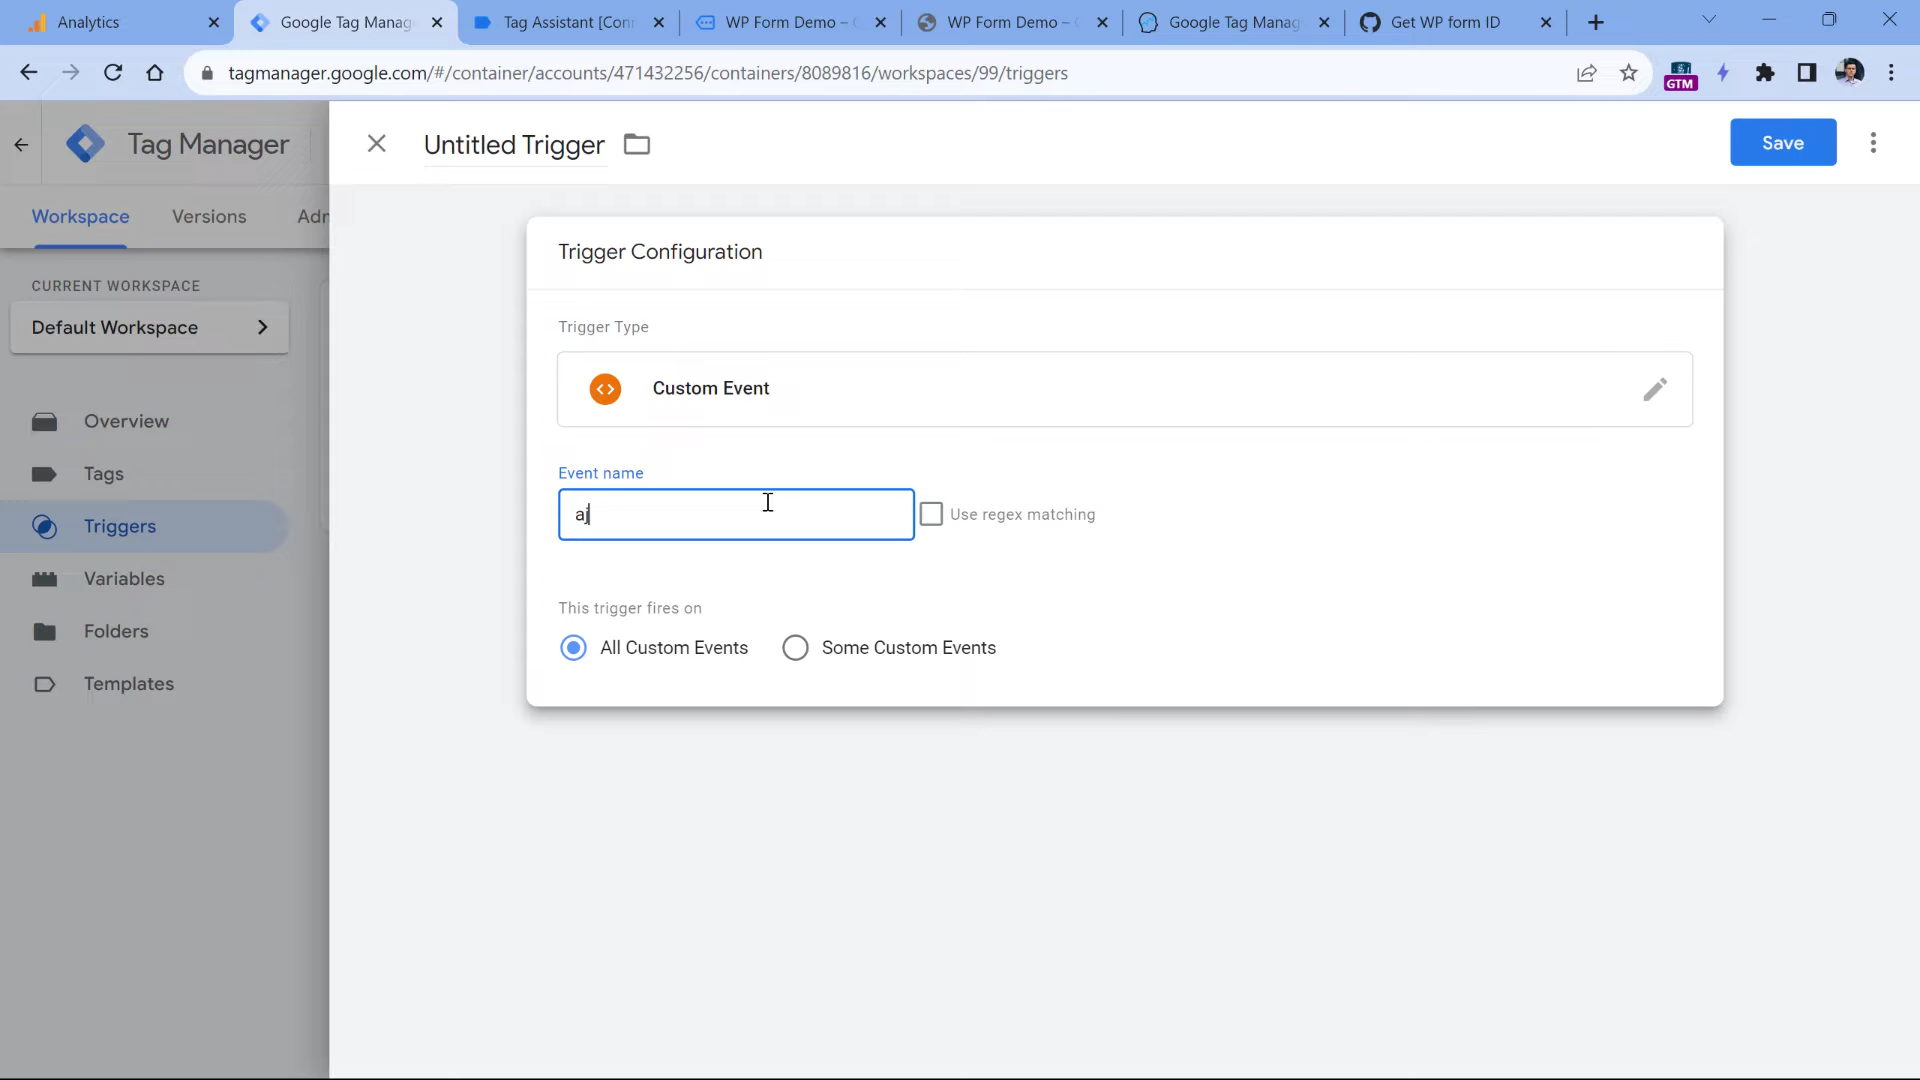 Analytics
Google Tag Manag
Tag Assistant [Conn
WP Form Demo –
WP Form Demo –
Google Tag Manag
Get WP form ID
tagmanager.google.com/#/container/accounts/471432256/containers/8089816/workspaces/99/triggers
GTM
Tag Manager
Untitled Trigger
Save
Workspace
Versions
Adm
Trigger Configuration
CURRENT WORKSPACE
Default Workspace
Trigger Type
Custom Event
Overview
Tags
Event name
aj
Use regex matching
Triggers
Variables
This trigger fires on
Folders
All Custom Events
Some Custom Events
Templates